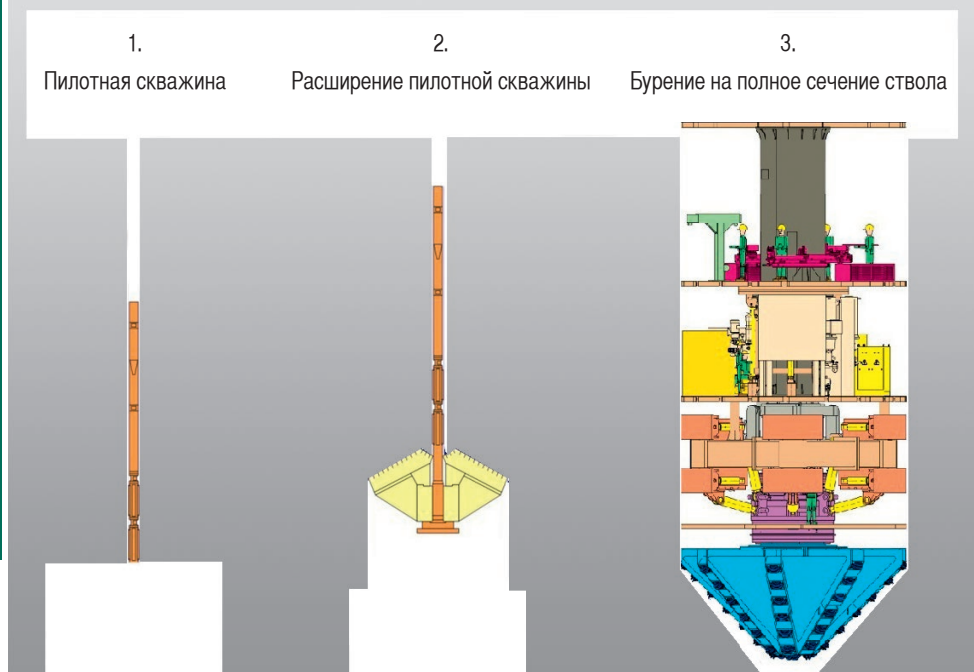 1.
Пилотная скважина
2.
Расширение пилотной скважины
3.
Бурение на полное сечение ствола